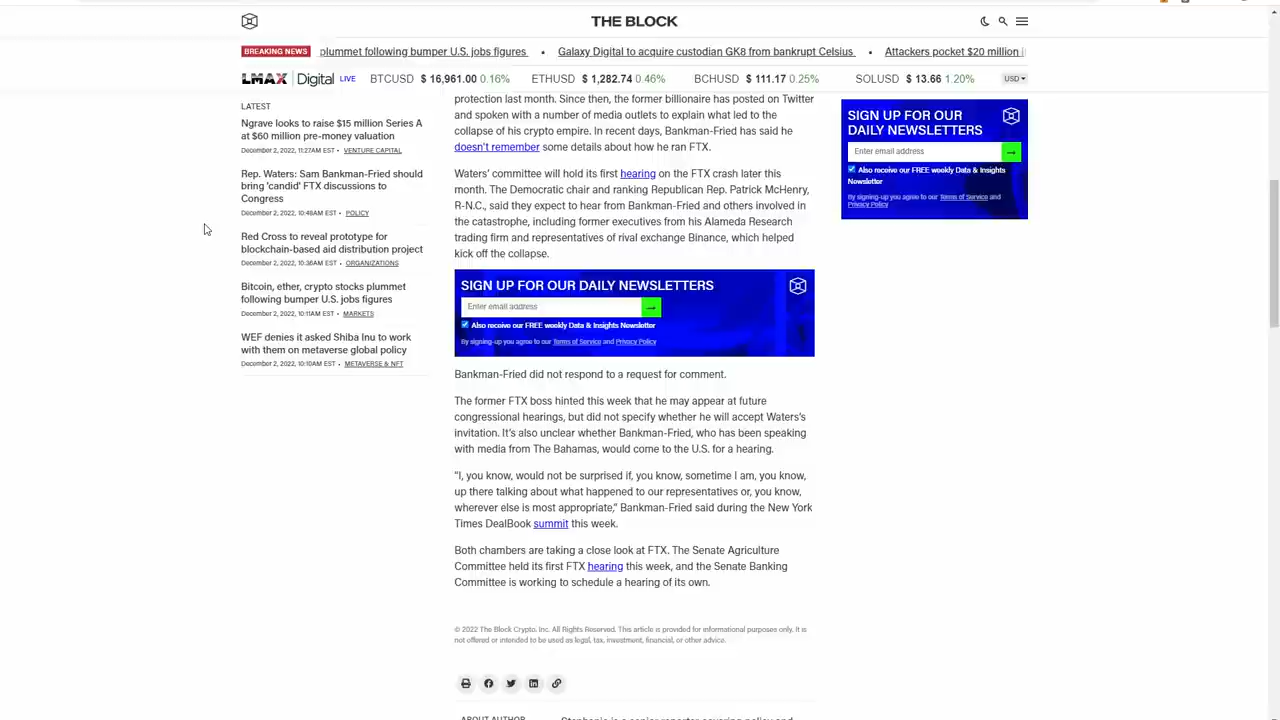 THE BLOCK
BREAKING NEWS plummet following bumper U.S. jobs figures • Galaxy Digital to acquire custodian GK8 from bankrupt Celsius • Attackers pocket $20 million
LMAX Digital LIVE BTCUSD $ 16,961.00 0.16% ETHUSD $ 1,282.74 0.46% BCHUSD $ 111.17 0.25% SOLUSD $ 13.66 1.20% USD
LATEST
Ngrave looks to raise $15 million Series A
at $60 million pre-money valuation
December 2, 2022, 11:27AM EST • VENTURE CAPITAL
Rep. Waters: Sam Bankman-Fried should
bring 'candid' FTX discussions to
Congress
December 2, 2022, 10:48AM EST • POLICY
Red Cross to reveal prototype for
blockchain-based aid distribution project
December 2, 2022, 10:36AM EST • ORGANIZATIONS
Bitcoin, ether, crypto stocks plummet
following bumper U.S. jobs figures
December 2, 2022, 10:11AM EST • MARKETS
WEF denies it asked Shiba Inu to work
with them on metaverse global policy
December 2, 2022, 10:10AM EST • METAVERSE & NFT
protection last month. Since then, the former billionaire has posted on Twitter
and spoken with a number of media outlets to explain what led to the
collapse of his crypto empire. In recent days, Bankman-Fried has said he
doesn't remember some details about how he ran FTX.
Waters' committee will hold its first hearing on the FTX crash later this
month. The Democratic chair and ranking Republican Rep. Patrick McHenry,
R-N.C., said they expect to hear from Bankman-Fried and others involved in
the catastrophe, including former executives from his Alameda Research
trading firm and representatives of rival exchange Binance, which helped
kick off the collapse.
SIGN UP FOR OUR DAILY NEWSLETTERS
Enter email address →
Also receive our FREE weekly Data & Insights Newsletter
By signing-up you agree to our Terms of Service and Privacy Policy
Bankman-Fried did not respond to a request for comment.
The former FTX boss hinted this week that he may appear at future
congressional hearings, but did not specify whether he will accept Waters's
invitation. It's also unclear whether Bankman-Fried, who has been speaking
with media from The Bahamas, would come to the U.S. for a hearing.
"I, you know, would not be surprised if, you know, sometime I am, you know,
up there talking about what happened to our representatives or, you know,
wherever else is most appropriate," Bankman-Fried said during the New York
Times DealBook summit this week.
Both chambers are taking a close look at FTX. The Senate Agriculture
Committee held its first FTX hearing this week, and the Senate Banking
Committee is working to schedule a hearing of its own.
© 2022 The Block Crypto, Inc. All Rights Reserved. This article is provided for informational purposes only. It is
not offered or intended to be used as legal, tax, investment, financial, or other advice.
ABOUT AUTHOR Stephanie is a senior reporter covering policy and
SIGN UP FOR OUR
DAILY NEWSLETTERS
Enter email address →
Also receive our FREE weekly Data & Insights
Newsletter
By signing-up you agree to our Terms of Service and
Privacy Policy